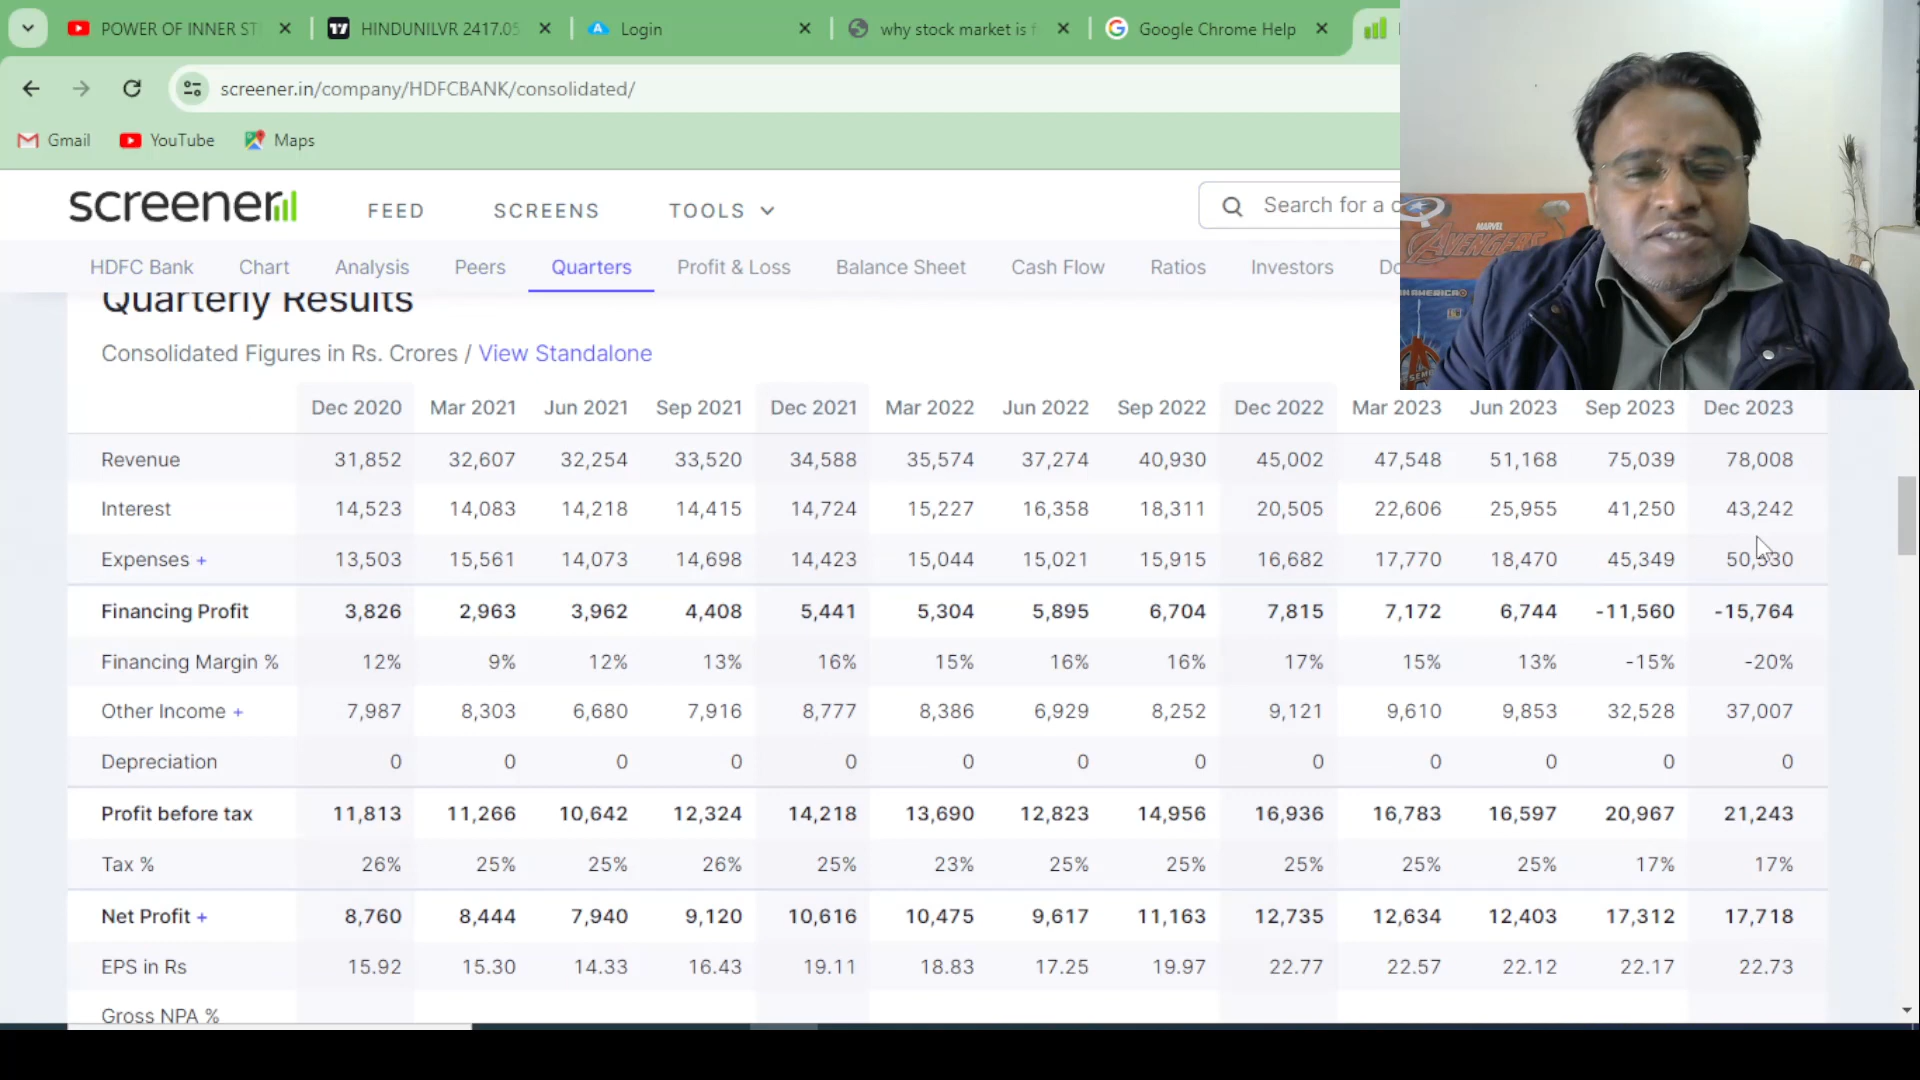 POWER OF INNER ST
HINDUNILVR 2417.05
Login
why stock market is f
Google Chrome Help
screener.in/company/HDFCBANK/consolidated/
Gmail
YouTube
Maps
screener
FEED
SCREENS
TOOLS
Search for a c
HDFC Bank
Chart
Analysis
Peers
Quarters
Profit & Loss
Balance Sheet
Cash Flow
Ratios
Investors
Do
MARVEL
AVENGERS
Quarterly Results
Consolidated Figures in Rs. Crores / View Standalone
Dec 2020 Mar 2021 Jun 2021 Sep 2021 Dec 2021 Mar 2022 Jun 2022 Sep 2022 Dec 2022 Mar 2023 Jun 2023 Sep 2023 Dec 2023
Revenue 31,852 32,607 32,254 33,520 34,588 35,574 37,274 40,930 45,002 47,548 51,168 75,039 78,008
Interest 14,523 14,083 14,218 14,415 14,724 15,227 16,358 18,311 20,505 22,606 25,955 41,250 43,242
Expenses + 13,503 15,561 14,073 14,698 14,423 15,044 15,021 15,915 16,682 17,770 18,470 45,349 50,530
Financing Profit 3,826 2,963 3,962 4,408 5,441 5,304 5,895 6,704 7,815 7,172 6,744 -11,560 -15,764
Financing Margin % 12% 9% 12% 13% 16% 15% 16% 16% 17% 15% 13% -15% -20%
Other Income + 7,987 8,303 6,680 7,916 8,777 8,386 6,929 8,252 9,121 9,610 9,853 32,528 37,007
Depreciation 0 0 0 0 0 0 0 0 0 0 0 0 0
Profit before tax 11,813 11,266 10,642 12,324 14,218 13,690 12,823 14,956 16,936 16,783 16,597 20,967 21,243
Tax % 26% 25% 25% 26% 25% 23% 25% 25% 25% 25% 25% 17% 17%
Net Profit + 8,760 8,444 7,940 9,120 10,616 10,475 9,617 11,163 12,735 12,634 12,403 17,312 17,718
EPS in Rs 15.92 15.30 14.33 16.43 19.11 18.83 17.25 19.97 22.77 22.57 22.12 22.17 22.73
Gross NPA %